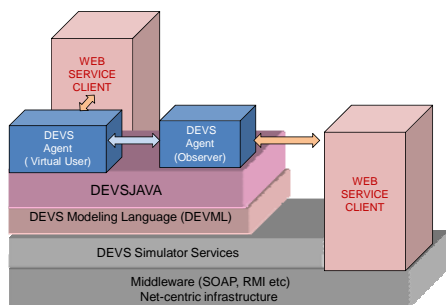 WEB
SERVICE
CLIENT
DEVS
Agent
( Virtual User)
DEVS
Agent
(Observer)
WEB
SERVICE
CLIENT
DEVSJAVA
DEVS Modeling Language (DEVML)
DEVS Simulator Services
Middleware (SOAP, RMI etc)
Net-centric infrastructure